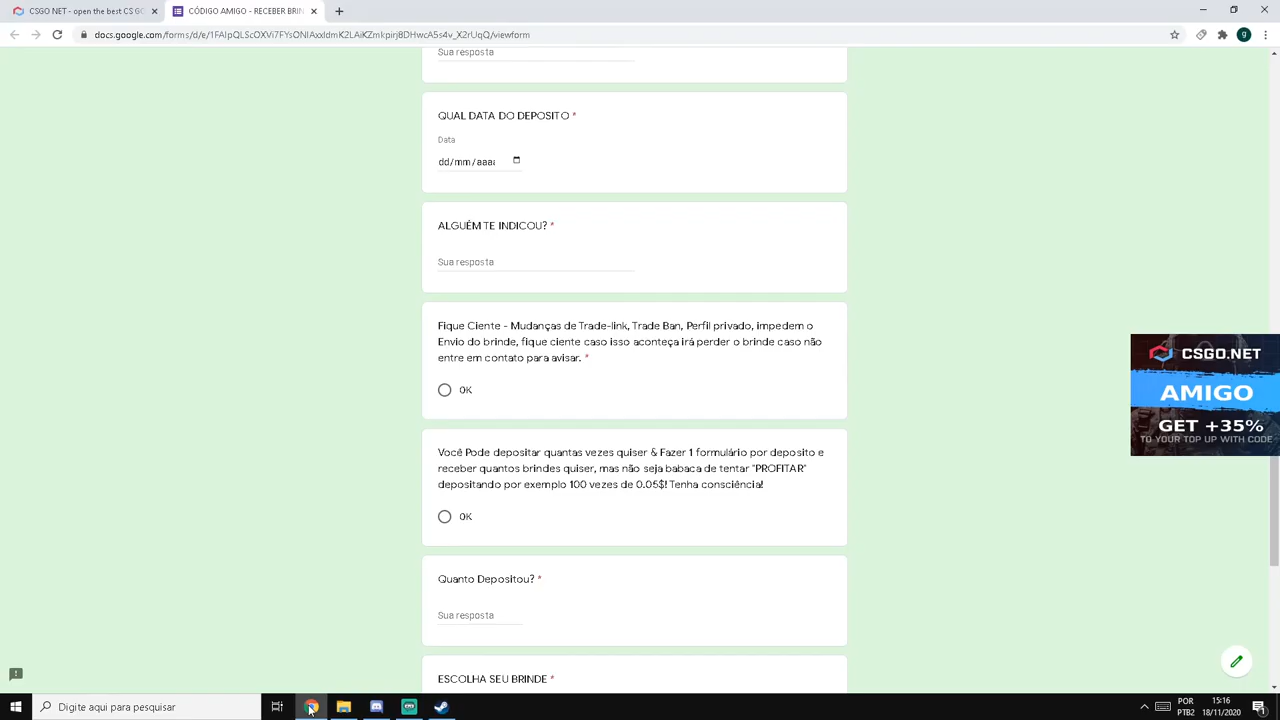 CSGO.NET - open the best CS GO
CÓDIGO AMIGO - RECEBER BRIN
Sua resposta
QUAL DATA DO DEPOSITO *
Data
dd/mm/aaaa
ALGUÉM TE INDICOU? *
Sua resposta
Fique Ciente - Mudanças de Trade-link, Trade Ban, Perfil privado, impedem o
Envio do brinde, fique ciente caso isso aconteça irá perder o brinde caso não
entre em contato para avisar. *
OK
Você Pode depositar quantas vezes quiser & Fazer 1 formulário por deposito e
receber quantos brindes quiser, mas não seja babaca de tentar "PROFITAR"
depositando por exemplo 100 vezes de 0.05$! Tenha consciência!
OK
Quanto Depositou? *
Sua resposta
ESCOLHA SEU BRINDE *
CSGO.NET
AMIGO
GET +35%
TO YOUR TOP UP WITH CODE
g
Digite aqui para pesquisar
POR
PTB2
15:16
18/11/2020
1